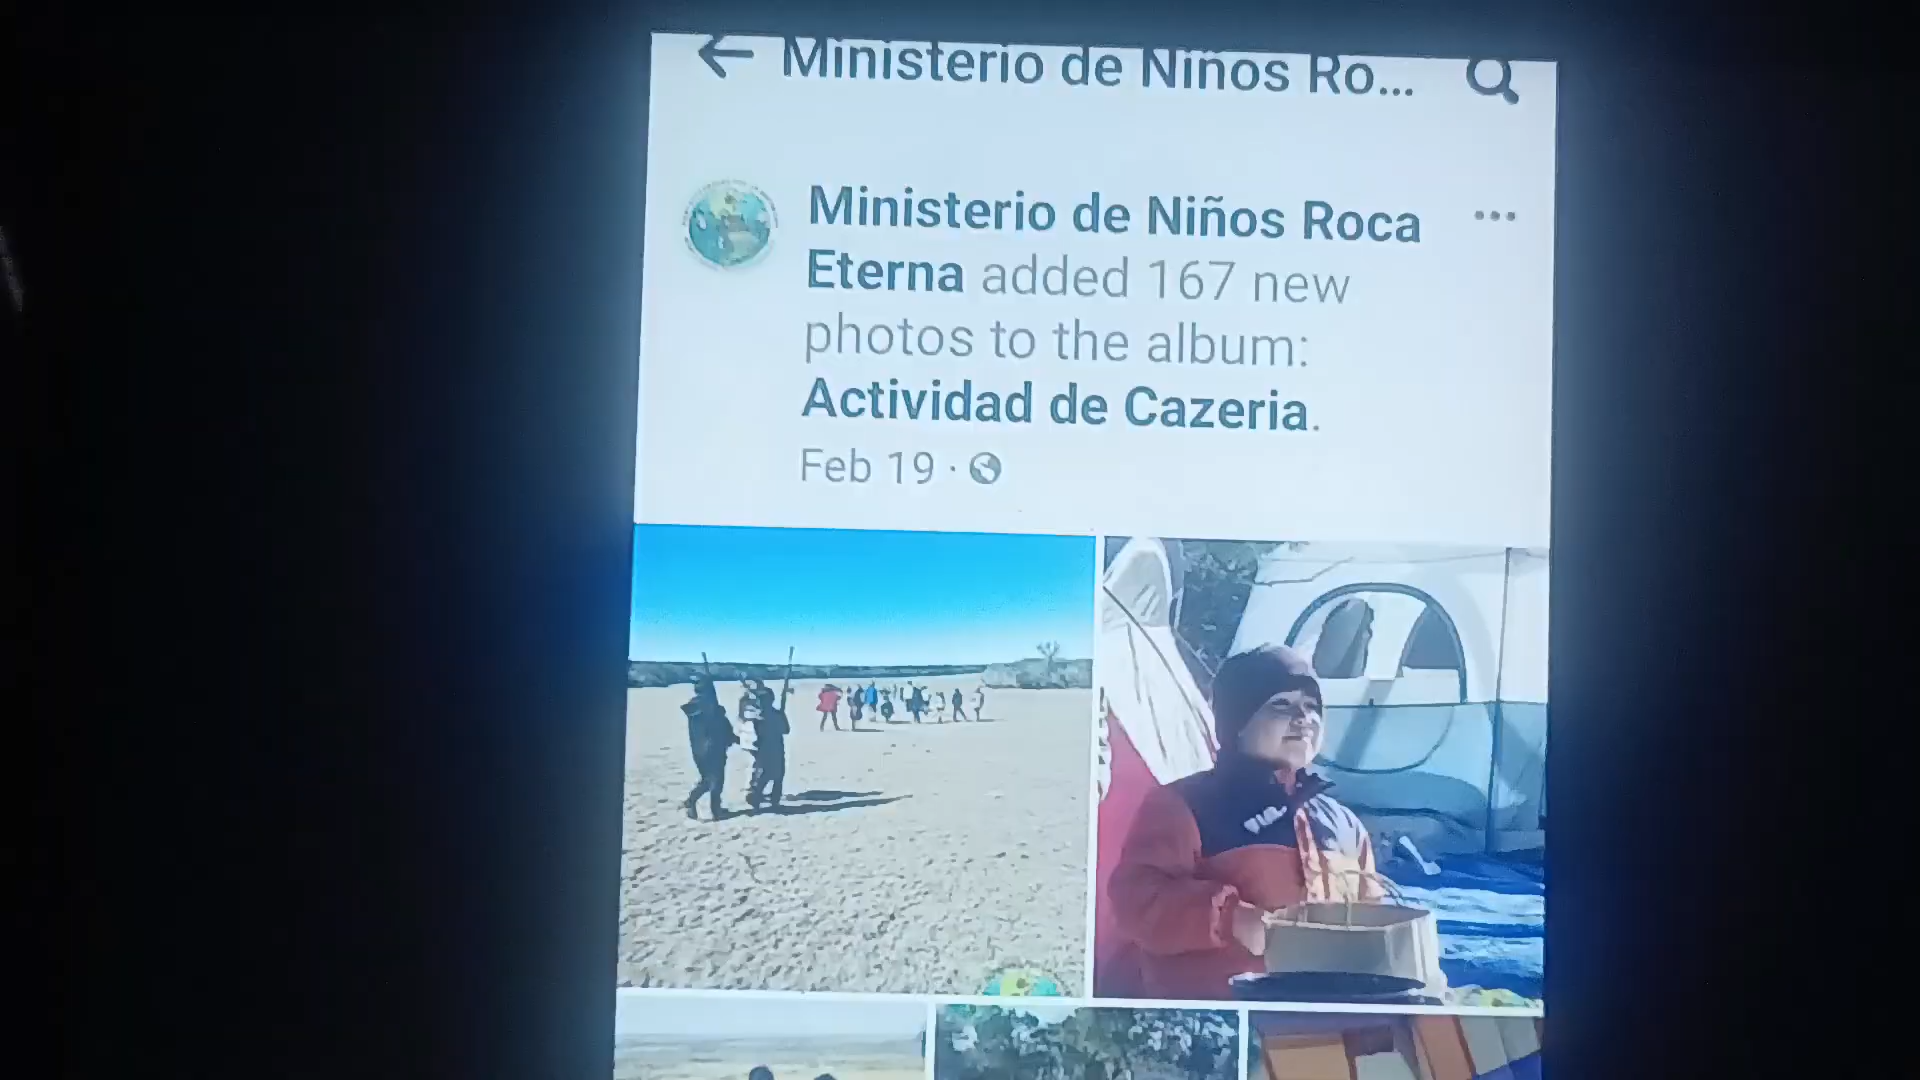 Ministerio de Niños Ro...
Ministerio de Niños Roca
Eterna added 167 new
photos to the album:
Actividad de Cazeria.
Feb 19 ·